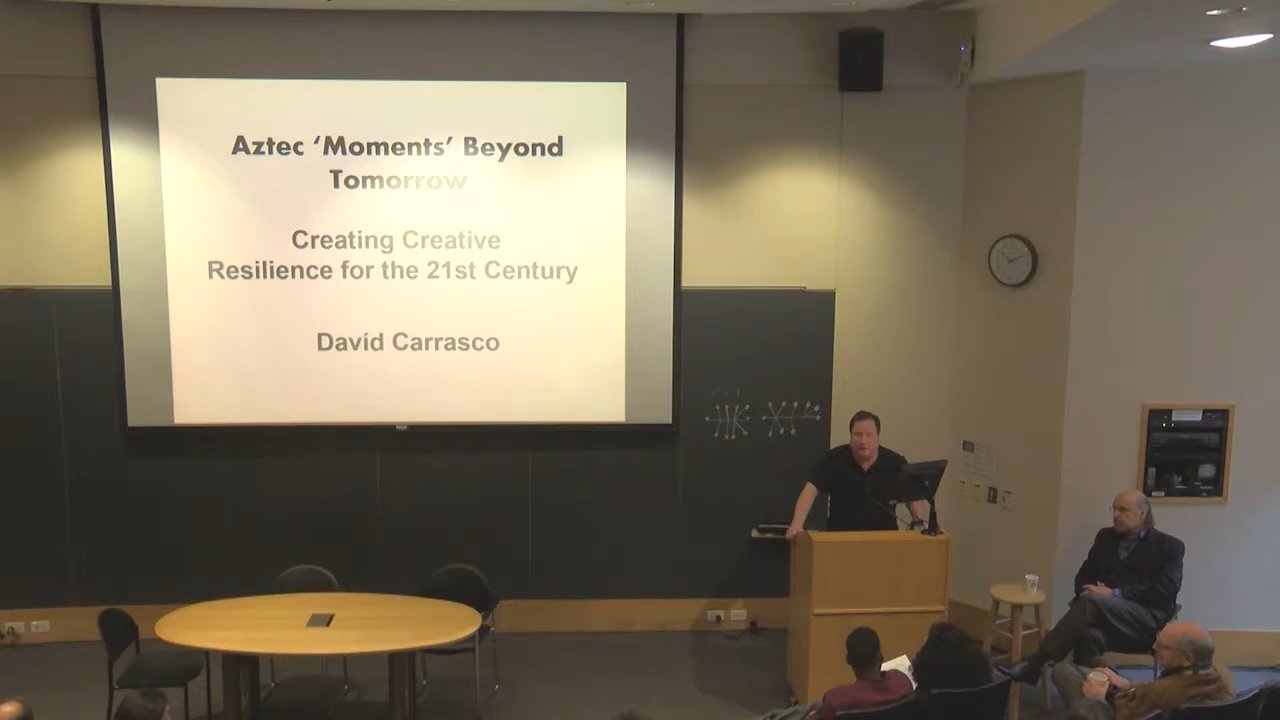 Aztec ‘Moments’ Beyond
Tomorrow
Creating Creative
Resilience for the 21st Century
Davíd Carrasco